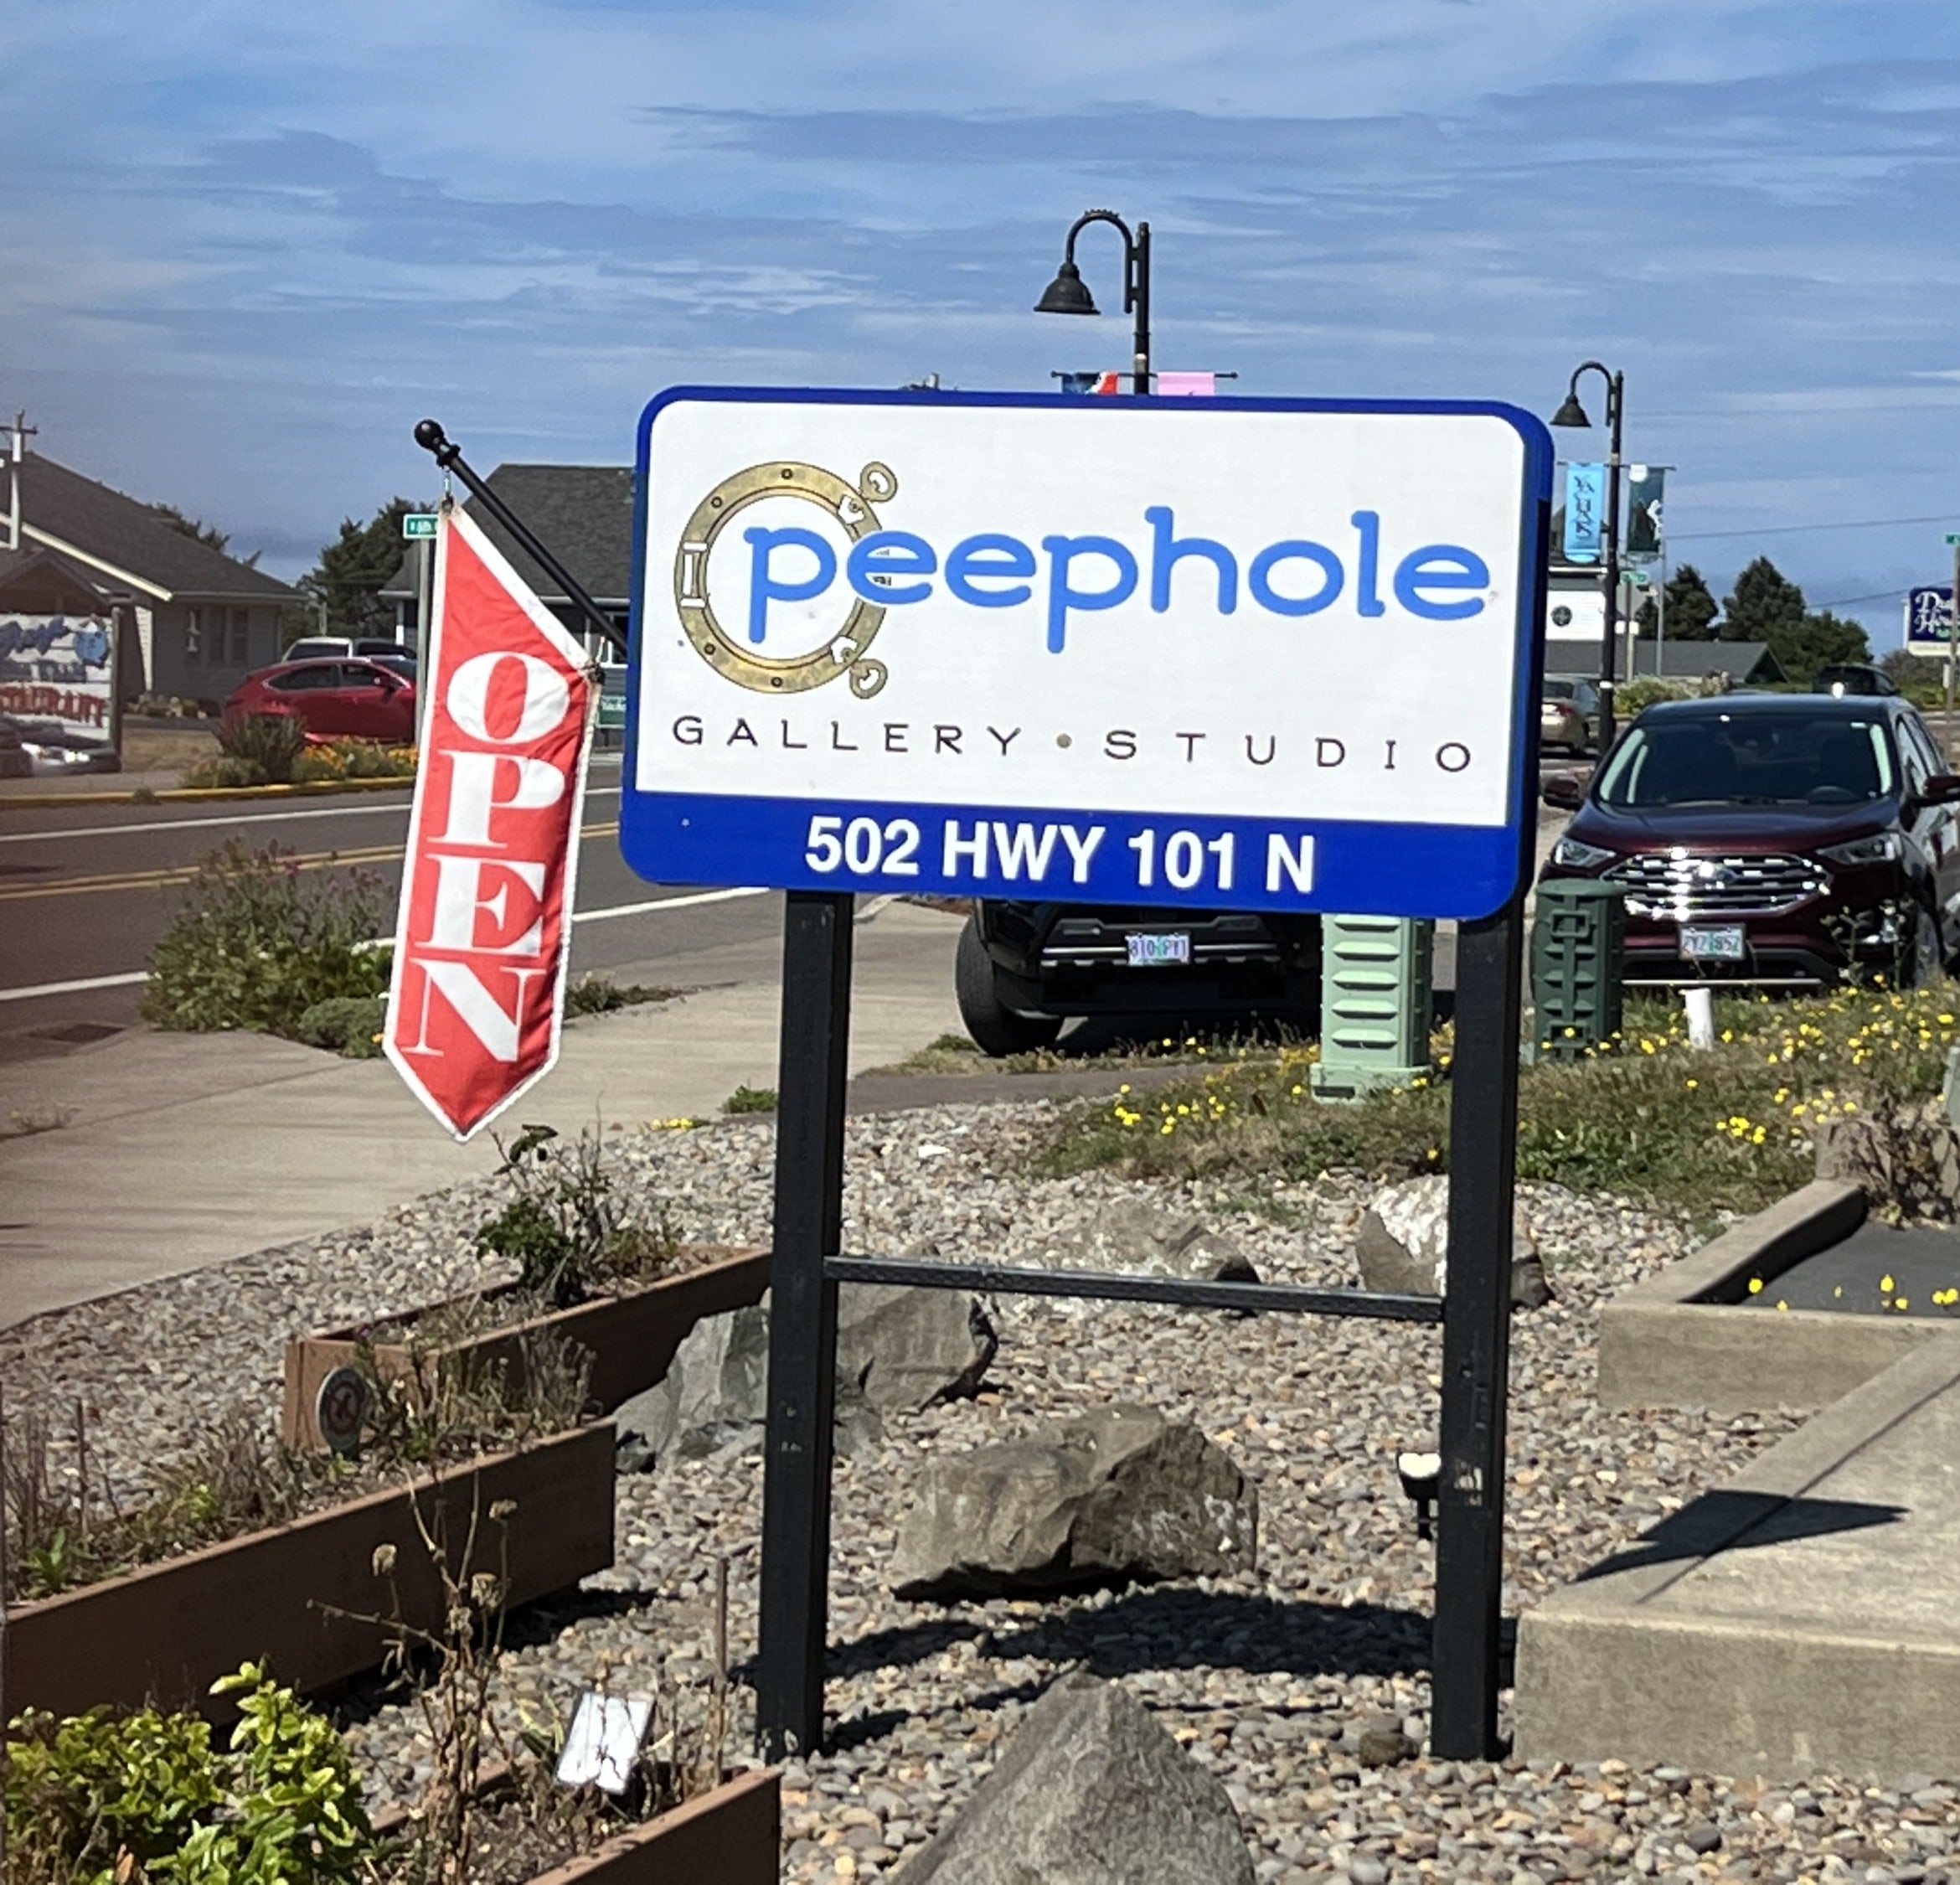 peephole
GALLERY • STUDIO
502 HWY 101 N
OPEN